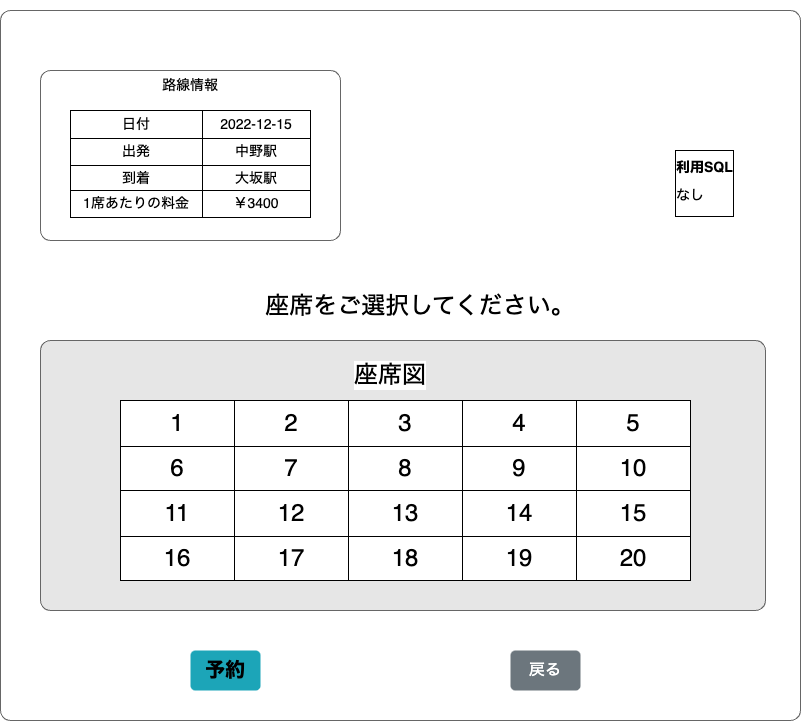 路線情報
日付 2022-12-15
出発 中野駅
到着 大坂駅
1席あたりの料金 ￥3400
利用SQL
なし
座席をご選択してください。
座席図
1 2 3 4 5
6 7 8 9 10
11 12 13 14 15
16 17 18 19 20
予約 戻る